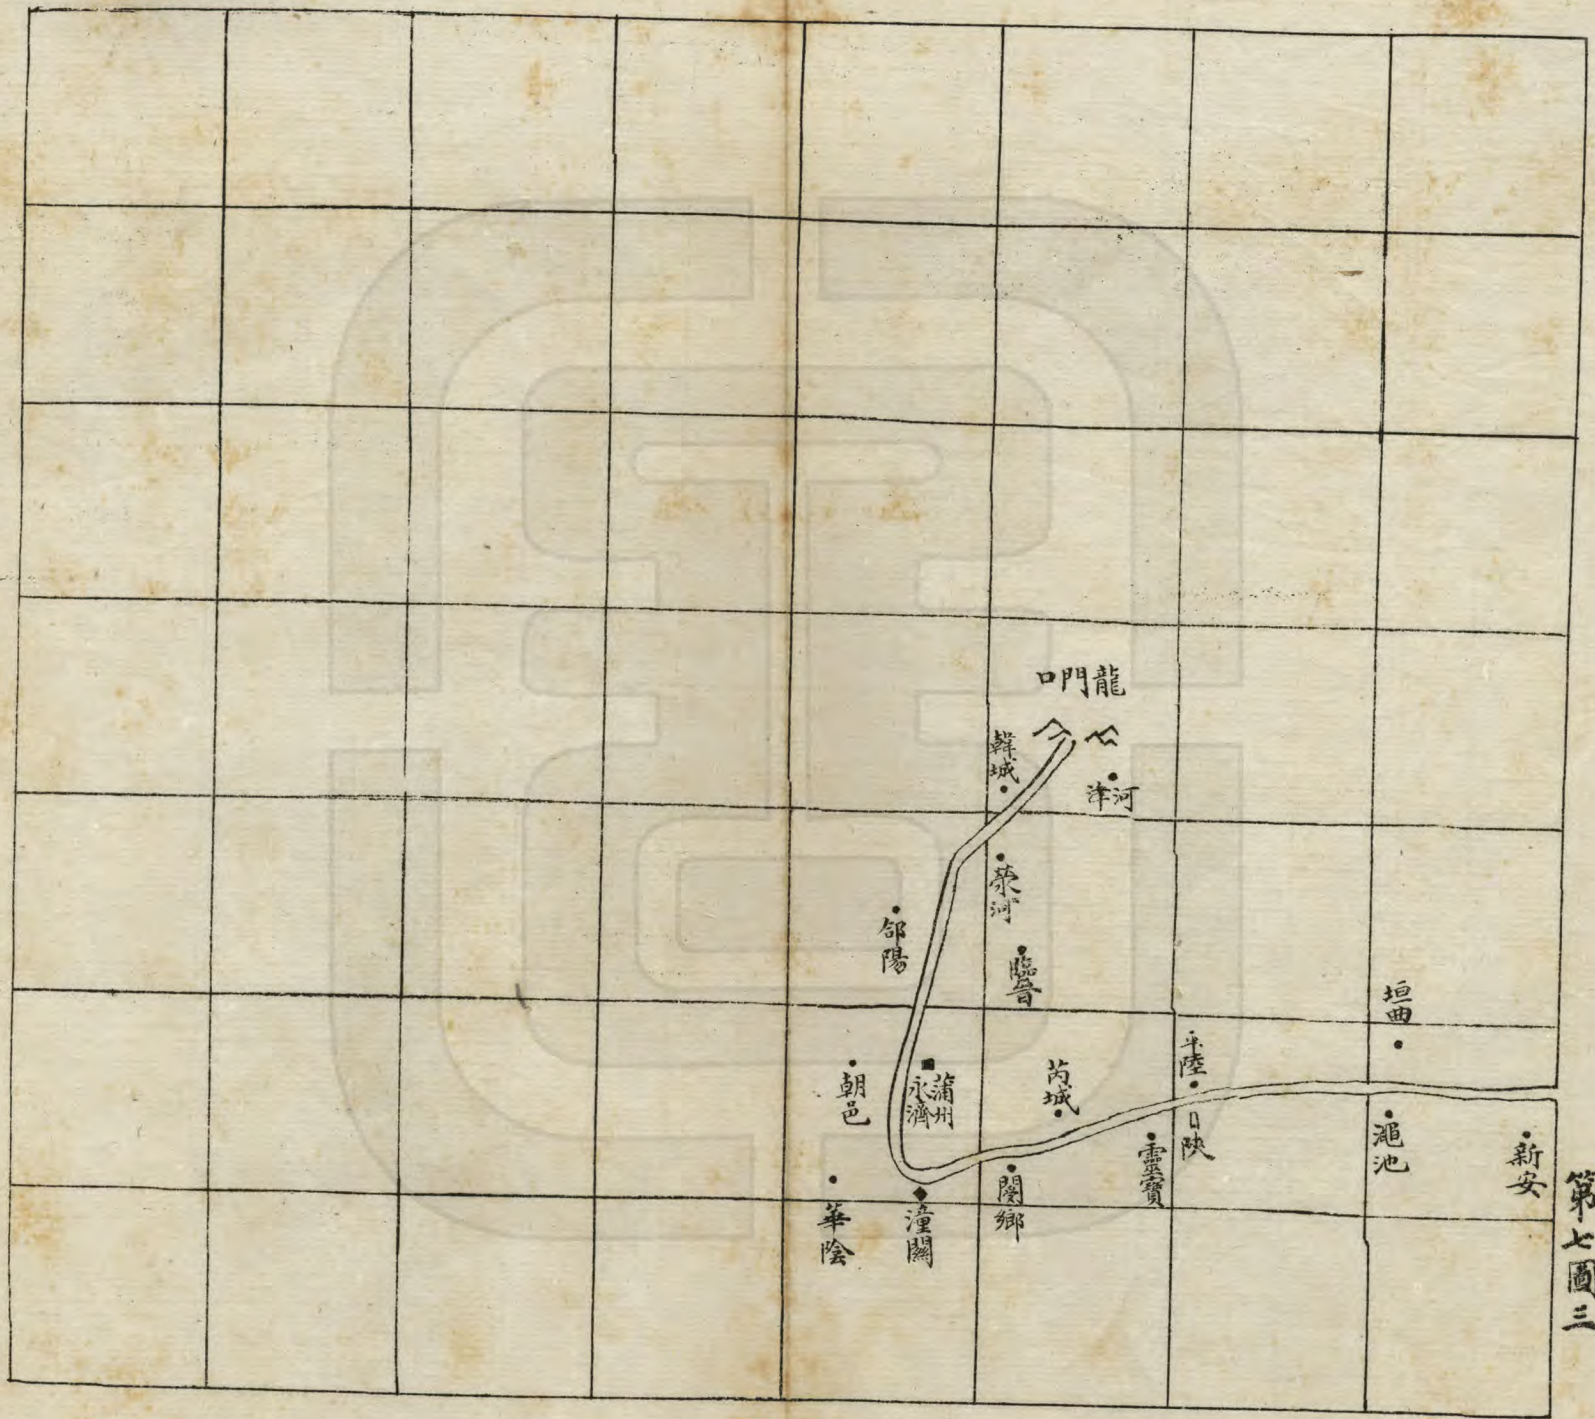 第七圖三
龍門口
河津
韓城
榮河
臨晉
郃陽
垣曲
平陸
芮城
蒲州
永濟
朝邑
陝
澠池
新安
靈寶
閿鄉
潼關
華陰